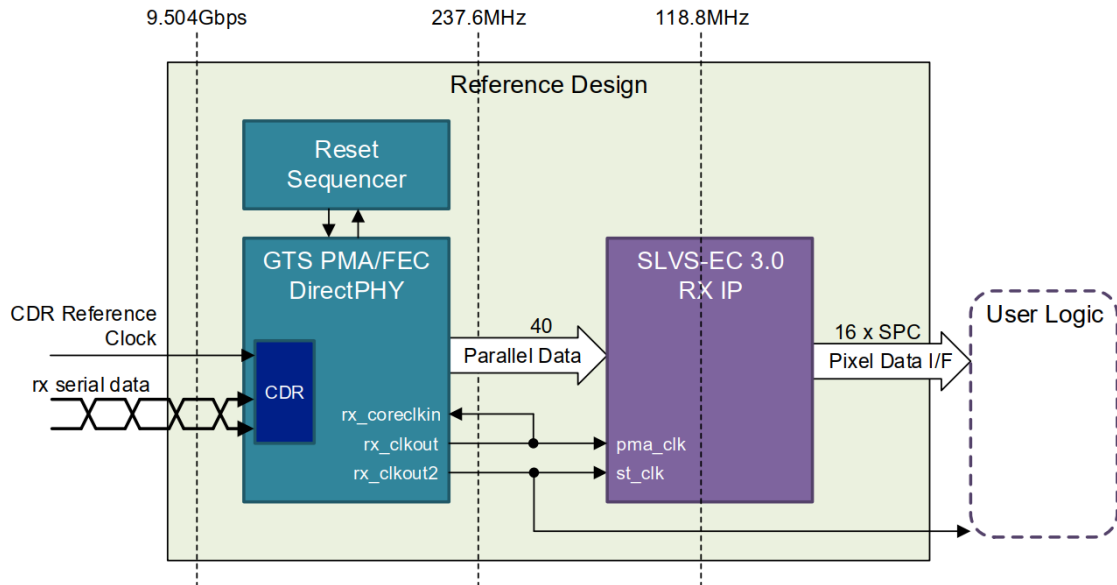 9.504Gbps
237.6MHz
118.8MHz
Reference Design
Reset
Sequencer
GTS PMA/FEC
DirectPHY
SLVS-EC 3.0
RX IP
CDR Reference
Clock
rx serial data
CDR
40
Parallel Data
16 x SPC
Pixel Data I/F
User Logic
rx_coreclkin
rx_clkout
rx_clkout2
pma_clk
st_clk